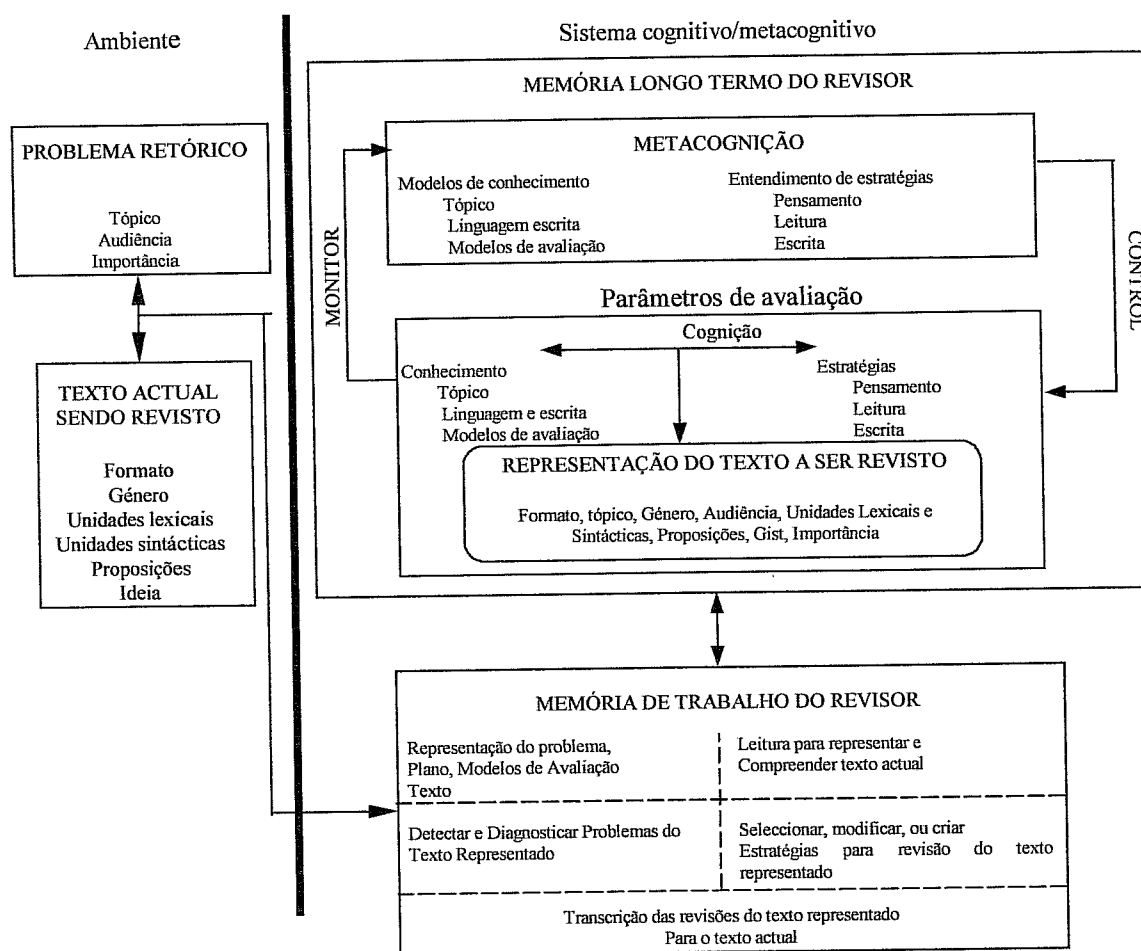 Ambiente
Sistema cognitivo/metacognitivo
PROBLEMA RETÓRICO
Tópico
Audiência
Importância
TEXTO ACTUAL
SENDO REVISTO
Formato
Género
Unidades lexicais
Unidades sintácticas
Proposições
Ideia
MEMÓRIA LONGO TERMO DO REVISOR
METACOGNIÇÃO
Modelos de conhecimento
Tópico
Linguagem escrita
Modelos de avaliação
Entendimento de estratégias
Pensamento
Leitura
Escrita
MONITOR
CONTROL
Parâmetros de avaliação
Cognição
Conhecimento
Tópico
Linguagem e escrita
Modelos de avaliação
Estratégias
Pensamento
Leitura
Escrita
REPRESENTAÇÃO DO TEXTO A SER REVISTO
Formato, tópico, Género, Audiência, Unidades Lexicais e
Sintácticas, Proposições, Gist, Importância
MEMÓRIA DE TRABALHO DO REVISOR
Representação do problema,
Plano, Modelos de Avaliação
Texto
Leitura para representar e
Compreender texto actual
Detectar e Diagnosticar Problemas do
Texto Representado
Seleccionar, modificar, ou criar
Estratégias para revisão do texto
representado
Transcrição das revisões do texto representado
Para o texto actual